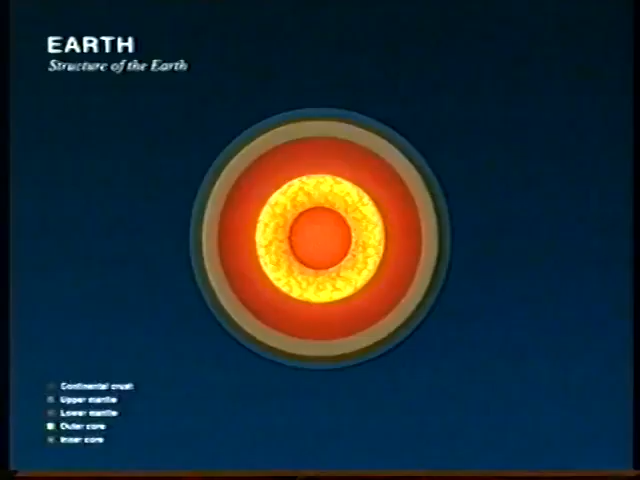 EARTH
Structure of the Earth
Continental crust
Upper mantle
Lower mantle
Outer core
Inner core